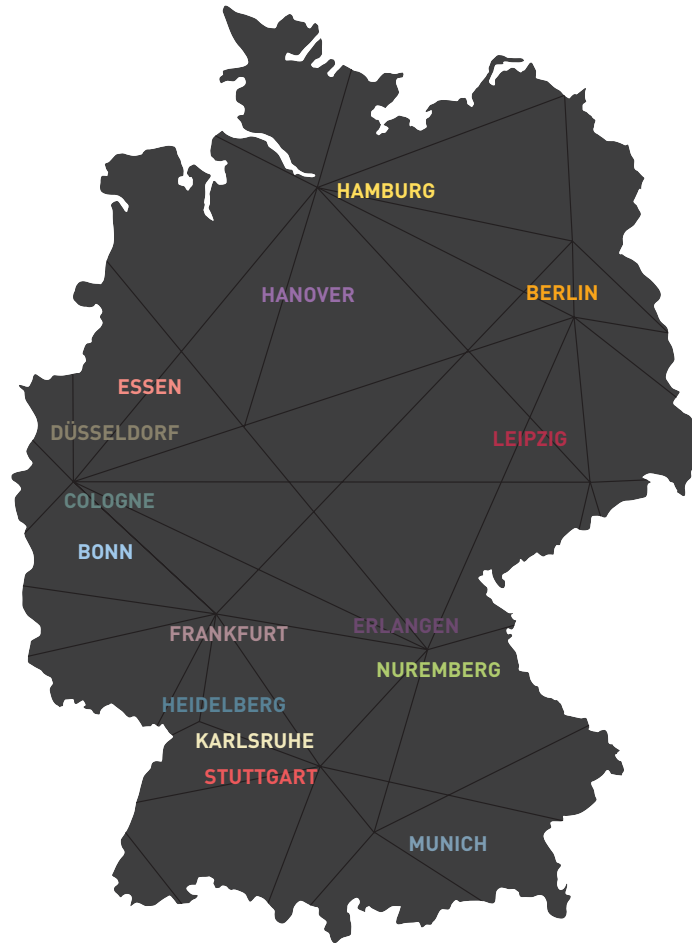 HAMBURG
HANOVER
BERLIN
ESSEN
DÜSSELDORF
LEIPZIG
COLOGNE
BONN
ERLANGEN
FRANKFURT
NUREMBERG
HEIDELBERG
KARLSRUHE
STUTTGART
MUNICH